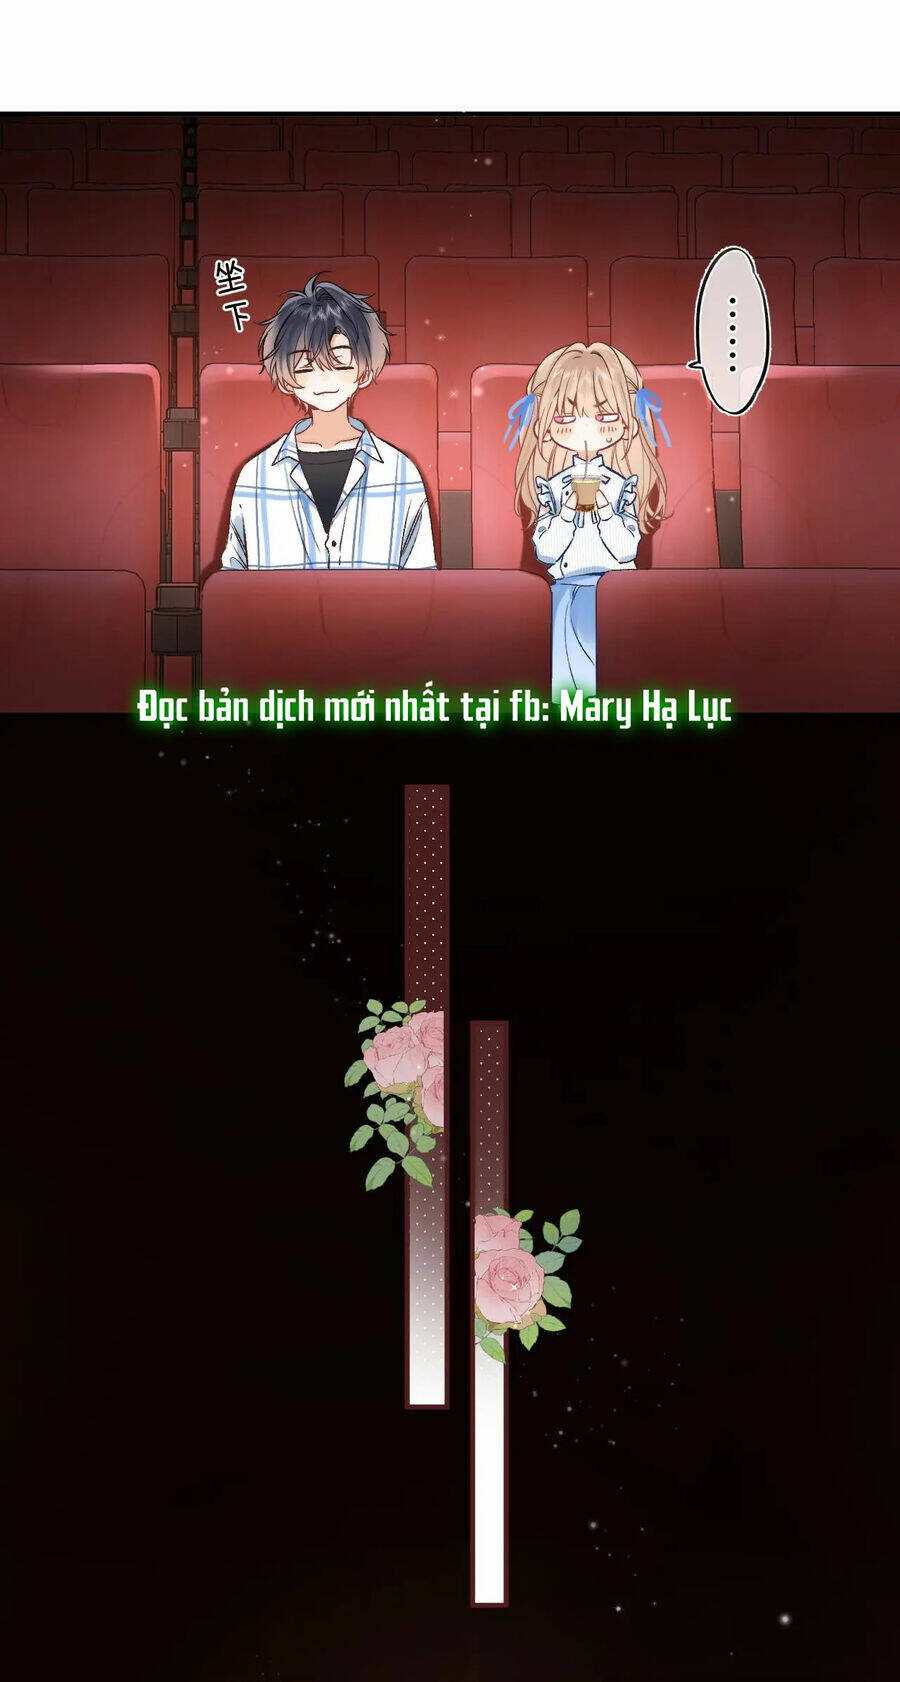 坐下
......
Đọc bản dịch mới nhất tại fb: Mary Hạ Lục